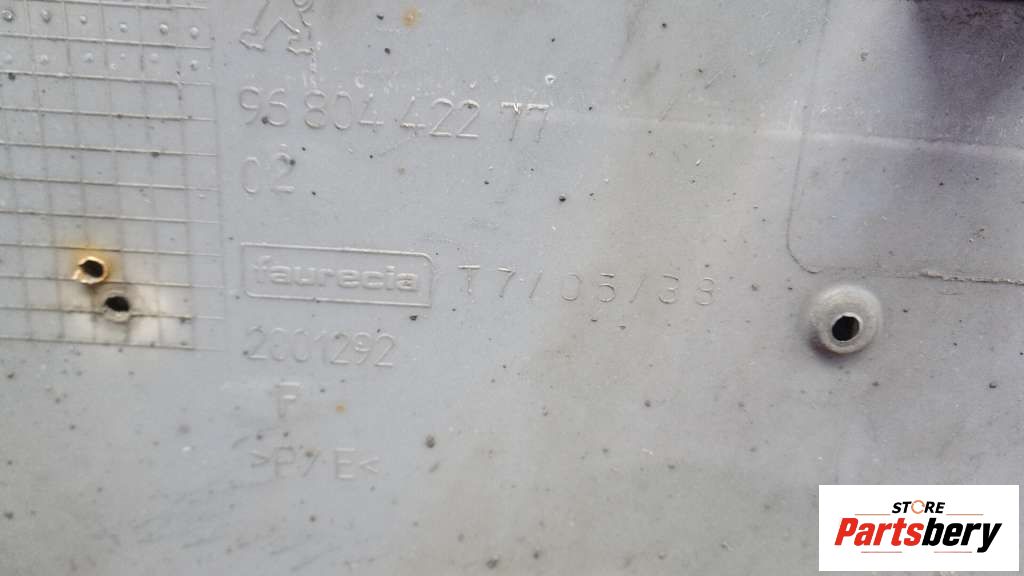 96 804 422 77
02
faurecia T7/05/38
2001292
P
>P/E<
STORE
Partsbery